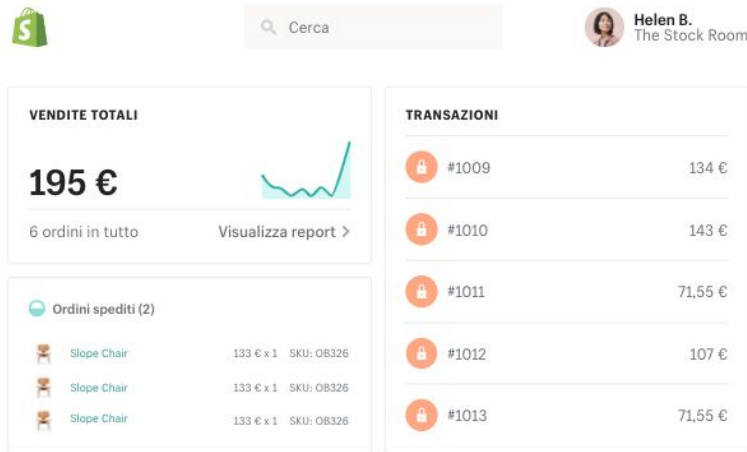 S
Cerca
Helen B.
The Stock Room
VENDITE TOTALI
195 €
6 ordini in tutto
Visualizza report >
Ordini spediti (2)
Slope Chair 133 € x 1 SKU: OB326
Slope Chair 133 € x 1 SKU: OB326
Slope Chair 133 € x 1 SKU: OB326
TRANSAZIONI
#1009 134 €
#1010 143 €
#1011 71,55 €
#1012 107 €
#1013 71,55 €